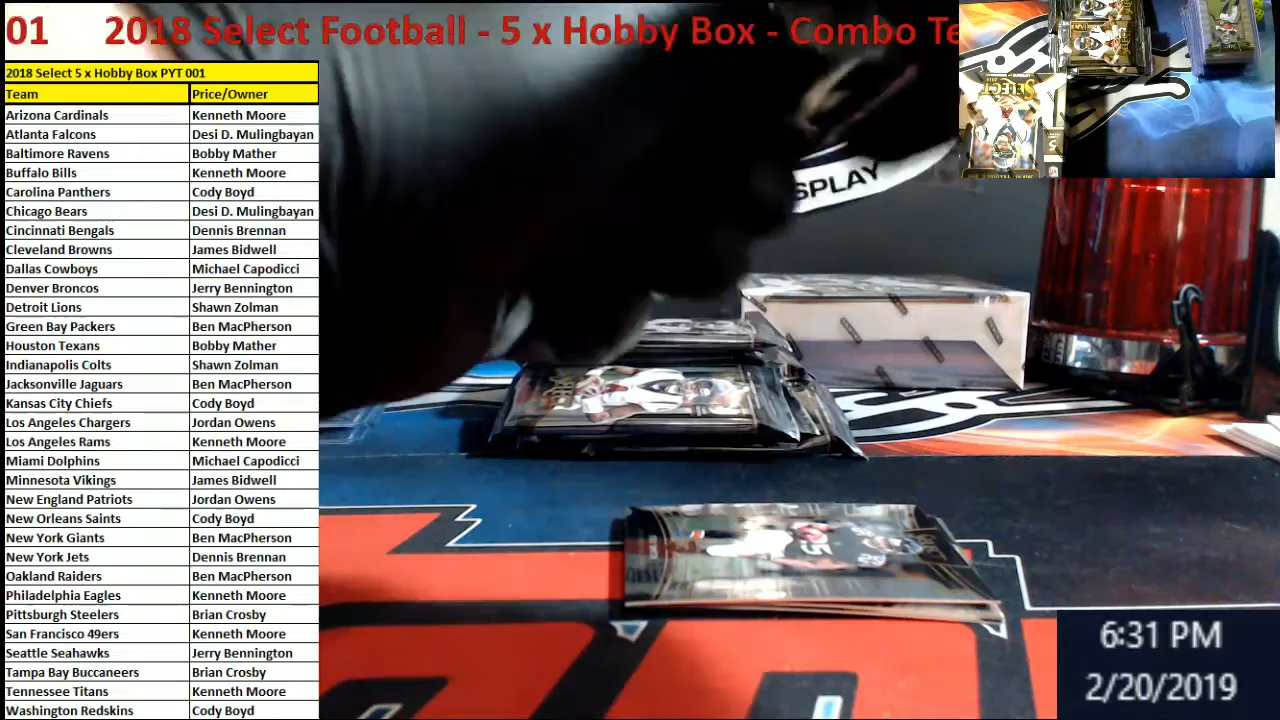 01 2018 Select Football - 5 x Hobby Box - Combo Te
2018 Select 5 x Hobby Box PYT 001
Team Price/Owner
Arizona Cardinals Kenneth Moore
Atlanta Falcons Desi D. Mulingbayan
Baltimore Ravens Bobby Mather
Buffalo Bills Kenneth Moore
Carolina Panthers Cody Boyd
Chicago Bears Desi D. Mulingbayan
Cincinnati Bengals Dennis Brennan
Cleveland Browns James Bidwell
Dallas Cowboys Michael Capodicci
Denver Broncos Jerry Bennington
Detroit Lions Shawn Zolman
Green Bay Packers Ben MacPherson
Houston Texans Bobby Mather
Indianapolis Colts Shawn Zolman
Jacksonville Jaguars Ben MacPherson
Kansas City Chiefs Cody Boyd
Los Angeles Chargers Jordan Owens
Los Angeles Rams Kenneth Moore
Miami Dolphins Michael Capodicci
Minnesota Vikings James Bidwell
New England Patriots Jordan Owens
New Orleans Saints Cody Boyd
New York Giants Ben MacPherson
New York Jets Dennis Brennan
Oakland Raiders Ben MacPherson
Philadelphia Eagles Kenneth Moore
Pittsburgh Steelers Brian Crosby
San Francisco 49ers Kenneth Moore
Seattle Seahawks Jerry Bennington
Tampa Bay Buccaneers Brian Crosby
Tennessee Titans Kenneth Moore
Washington Redskins Cody Boyd
SPLAY
SELECT
6:31 PM
2/20/2019